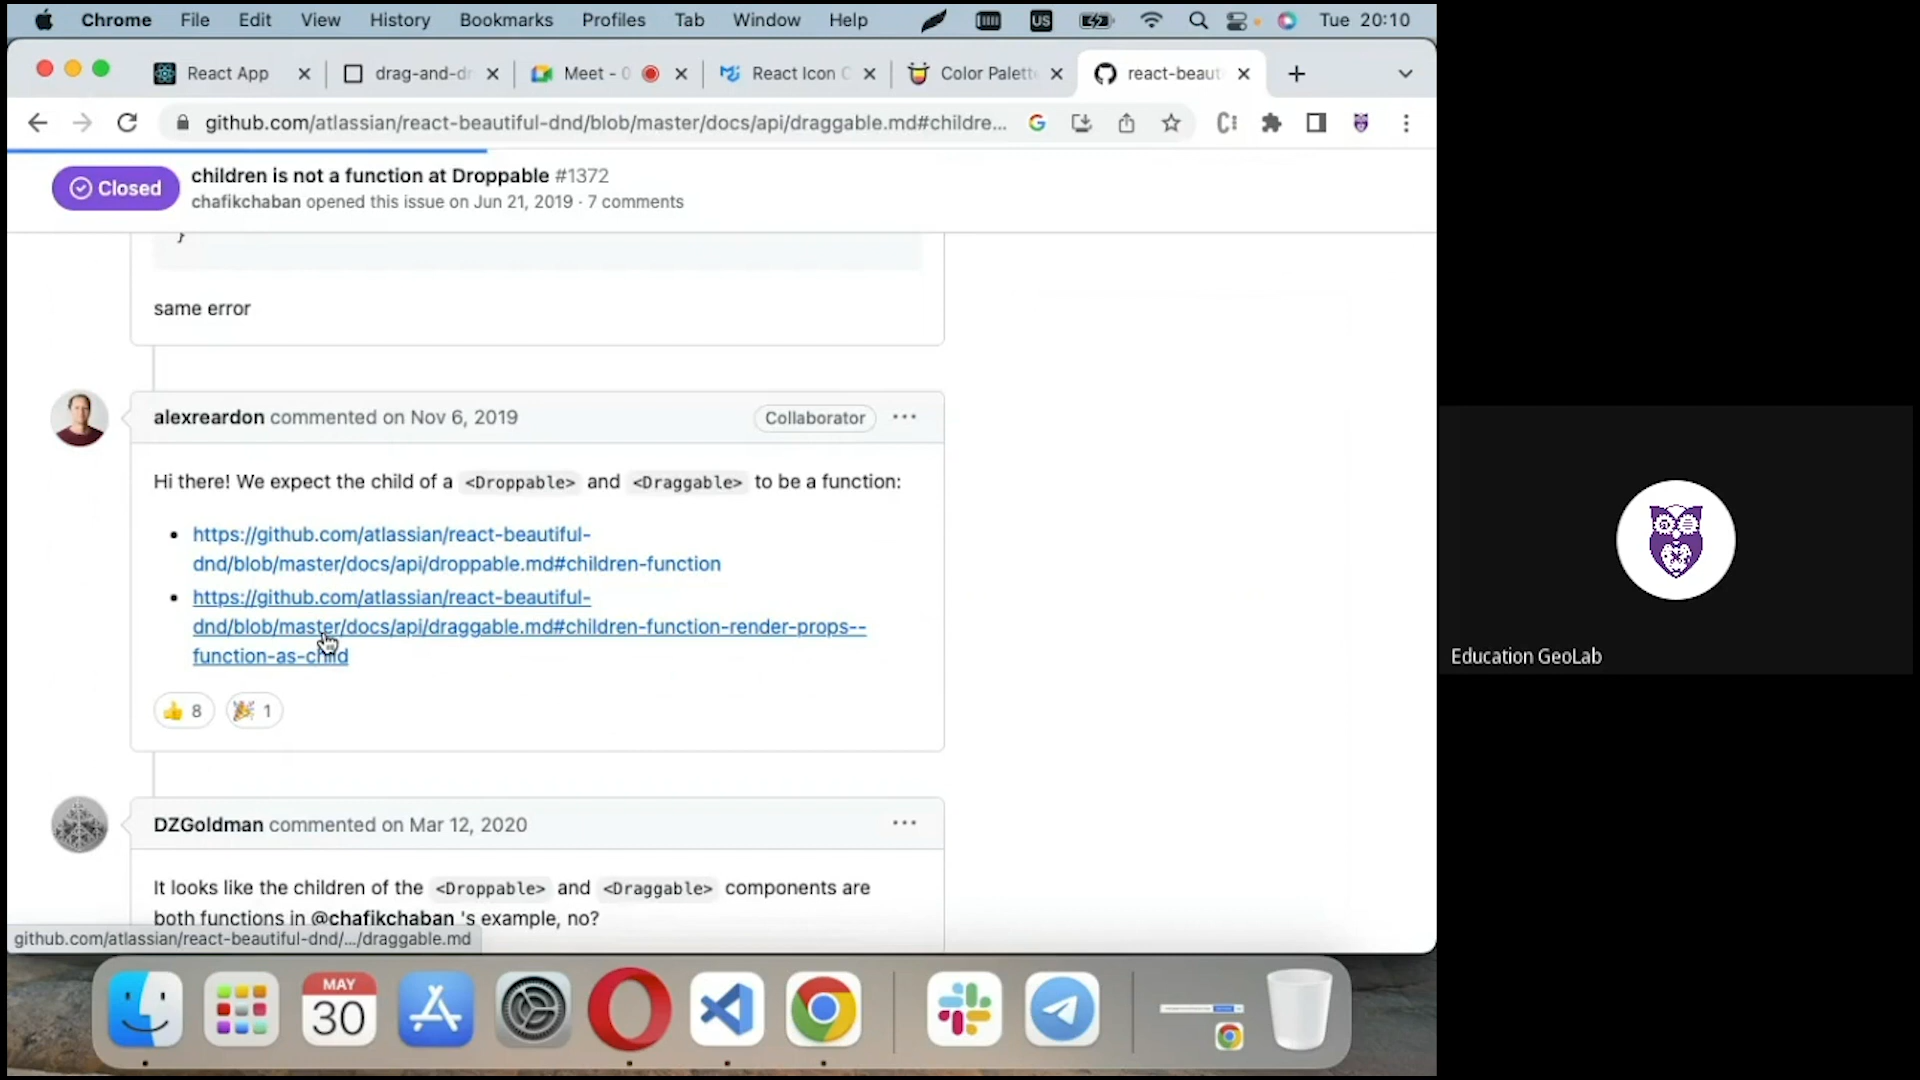 Chrome File Edit View History Bookmarks Profiles Tab Window Help US Tue 20:10
React App drag-and-dr Meet - 0 React Icon C Color Palett react-beaut
github.com/atlassian/react-beautiful-dnd/blob/master/docs/api/draggable.md#childre...
Closed
children is not a function at Droppable #1372
chafikchaban opened this issue on Jun 21, 2019 · 7 comments
}
same error
alexreardon commented on Nov 6, 2019 Collaborator ...
Hi there! We expect the child of a <Droppable> and <Draggable> to be a function:
• https://github.com/atlassian/react-beautiful-
dnd/blob/master/docs/api/droppable.md#children-function
• https://github.com/atlassian/react-beautiful-
dnd/blob/master/docs/api/draggable.md#children-function-render-props--
function-as-child
👍 8 🎉 1
DZGoldman commented on Mar 12, 2020 ...
It looks like the children of the <Droppable> and <Draggable> components are
both functions in @chafikchaban 's example, no?
github.com/atlassian/react-beautiful-dnd/.../draggable.md
MAY
30
Education GeoLab